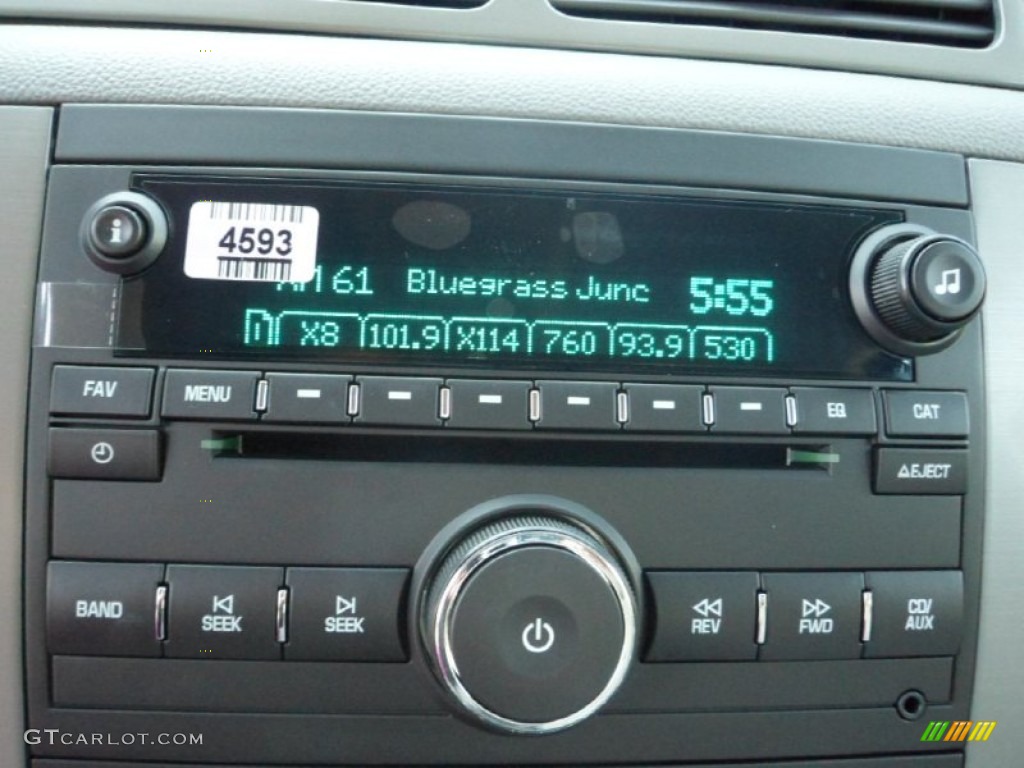 4593
61 Bluegrass Junc 5:55
X8 101.9 X114 760 93.9 530
FAV MENU EQ CAT
EJECT
BAND SEEK SEEK REV FWD CD/
AUX
GTCARLOT.COM